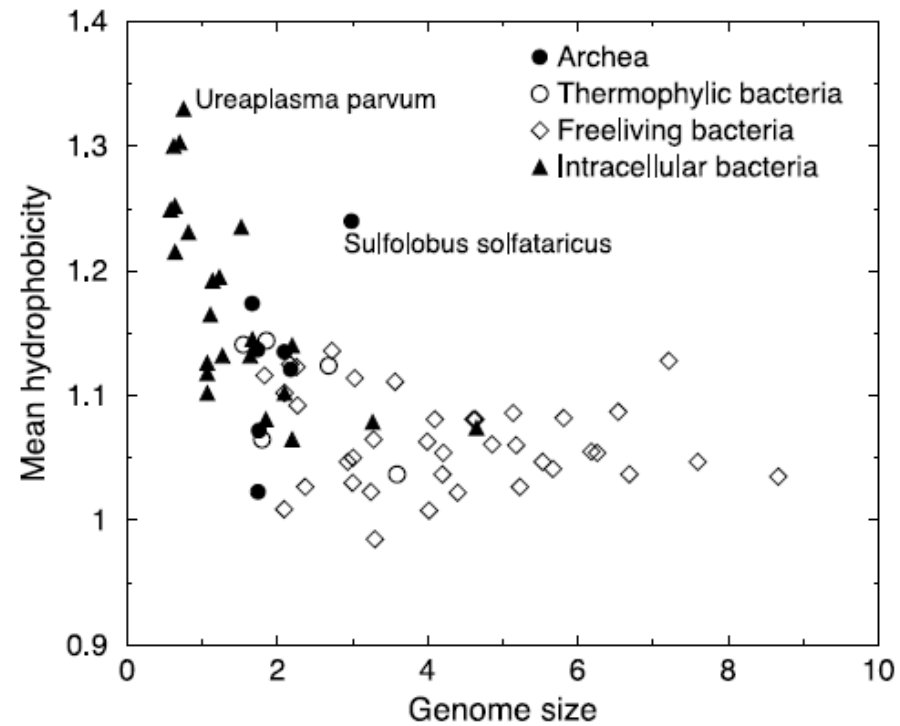 1.4
1.3
1.2
1.1
1
0.9
0
2
4
6
8
10
Mean hydrophobicity
Genome size
Archea
Thermophylic bacteria
Freeliving bacteria
Intracellular bacteria
Ureaplasma parvum
Sulfolobus solfataricus